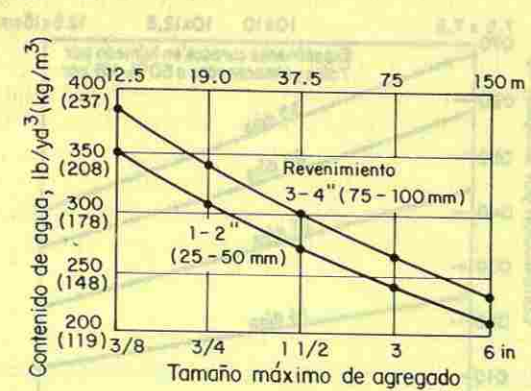 12.5 19.0 37.5 75 150 m
Contenido de agua, lb/yd³ (kg/m³)
400
(237)
350
(208)
300
(178)
250
(148)
200
(119)
Revenimiento
3-4" (75-100 mm)
1-2"
(25-50 mm)
3/8 3/4 1 1/2 3 6 in
Tamaño máximo de agregado